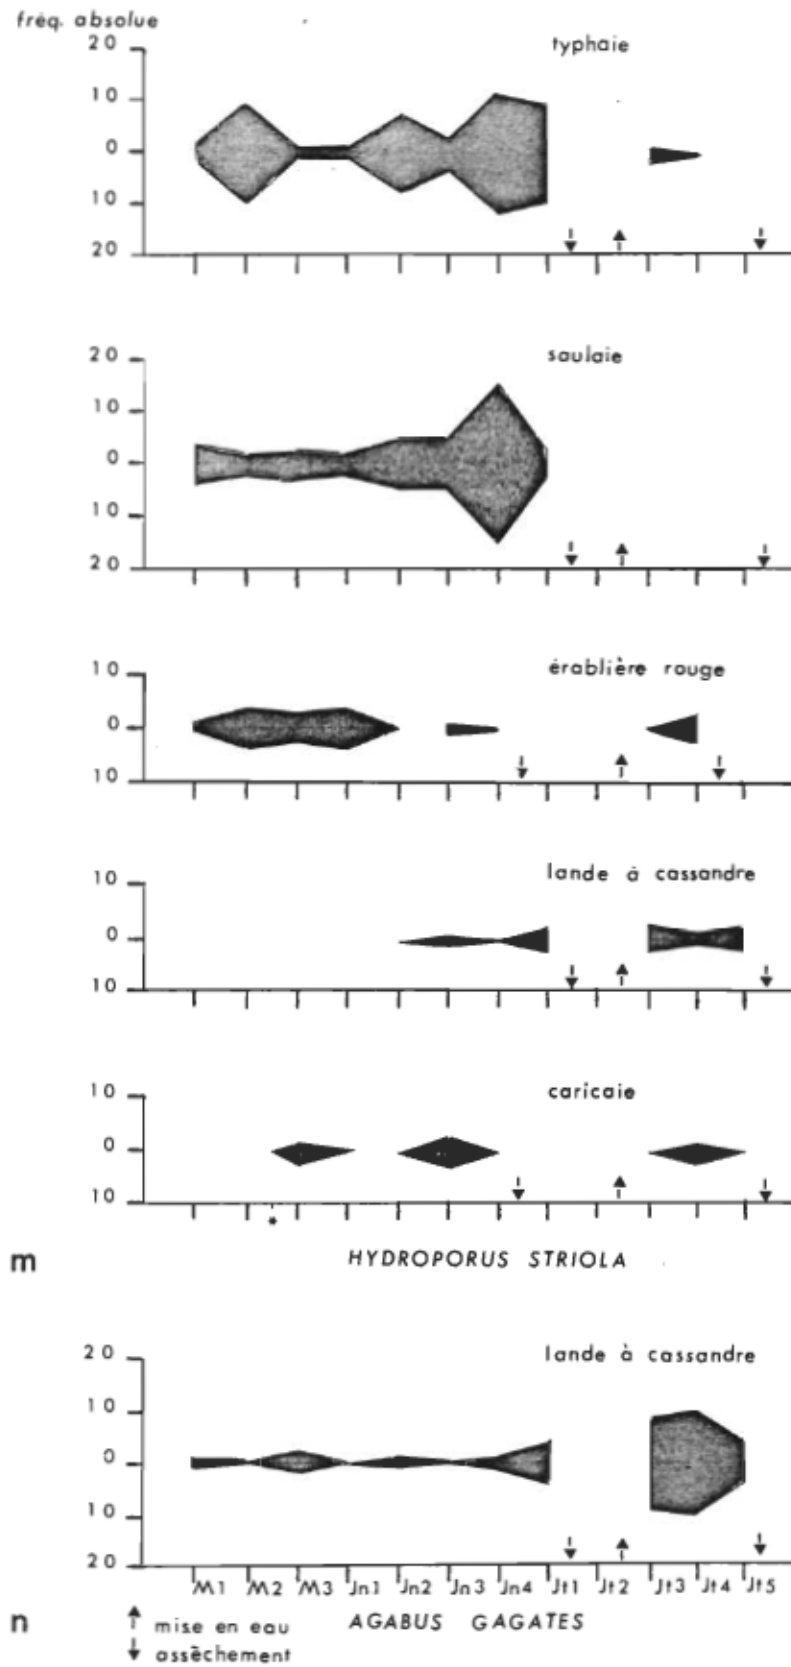 fréq. absolue
20
typhaie
10
0
10
20
20
saulaie
10
0
10
20
10
érablière rouge
0
10
10
lande à cassandre
0
10
10
caricaie
0
10
*
m
HYDROPORUS STRIOLA
20
lande à cassandre
10
0
10
20
M1 M2 M3 Jn1 Jn2 Jn3 Jn4 Jt1 Jt2 Jt3 Jt4 Jt5
n
↑ mise en eau
AGABUS GAGATES
↓ assèchement